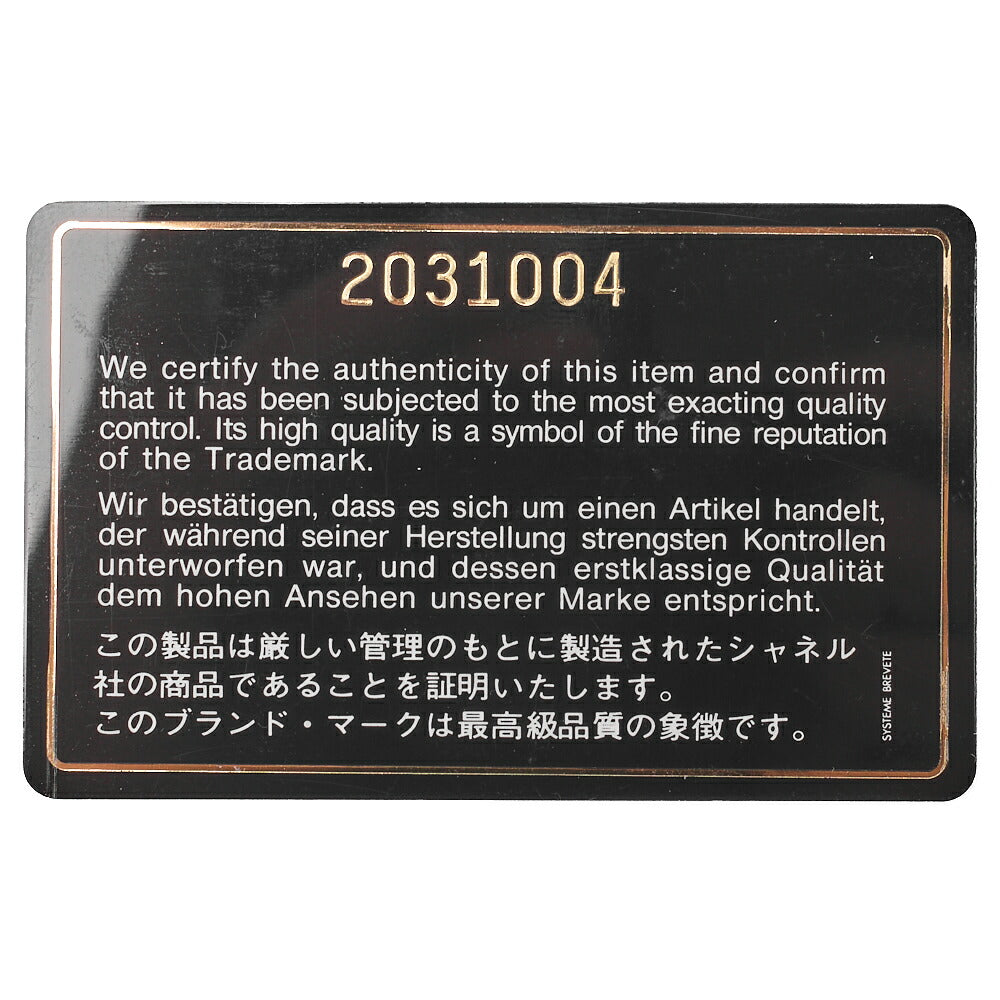 2031004
We certify the authenticity of this item and confirm
that it has been subjected to the most exacting quality
control. Its high quality is a symbol of the fine reputation
of the Trademark.
Wir bestätigen, dass es sich um einen Artikel handelt,
der während seiner Herstellung strengsten Kontrollen
unterworfen war, und dessen erstklassige Qualität
dem hohen Ansehen unserer Marke entspricht.
この製品は厳しい管理のもとに製造されたシャネル
社の商品であることを証明いたします。
このブランド・マークは最高級品質の象徴です。
SYSTEME BREVETE